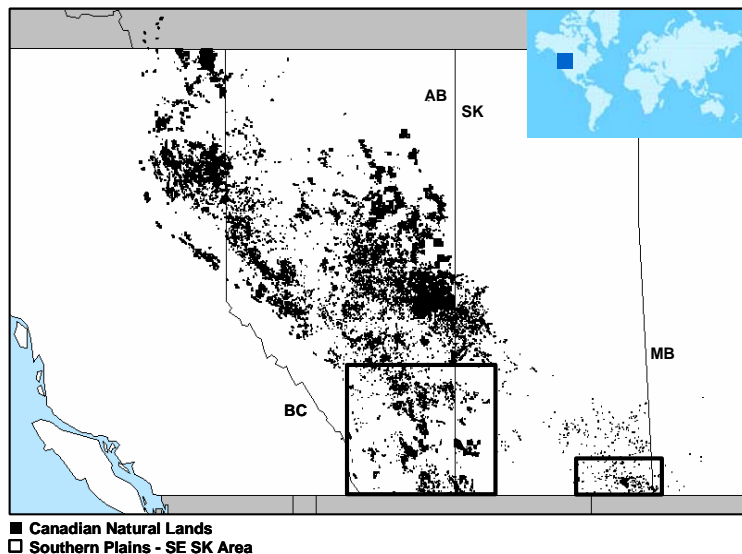 AB
SK
MB
BC
Canadian Natural Lands
Southern Plains - SE SK Area